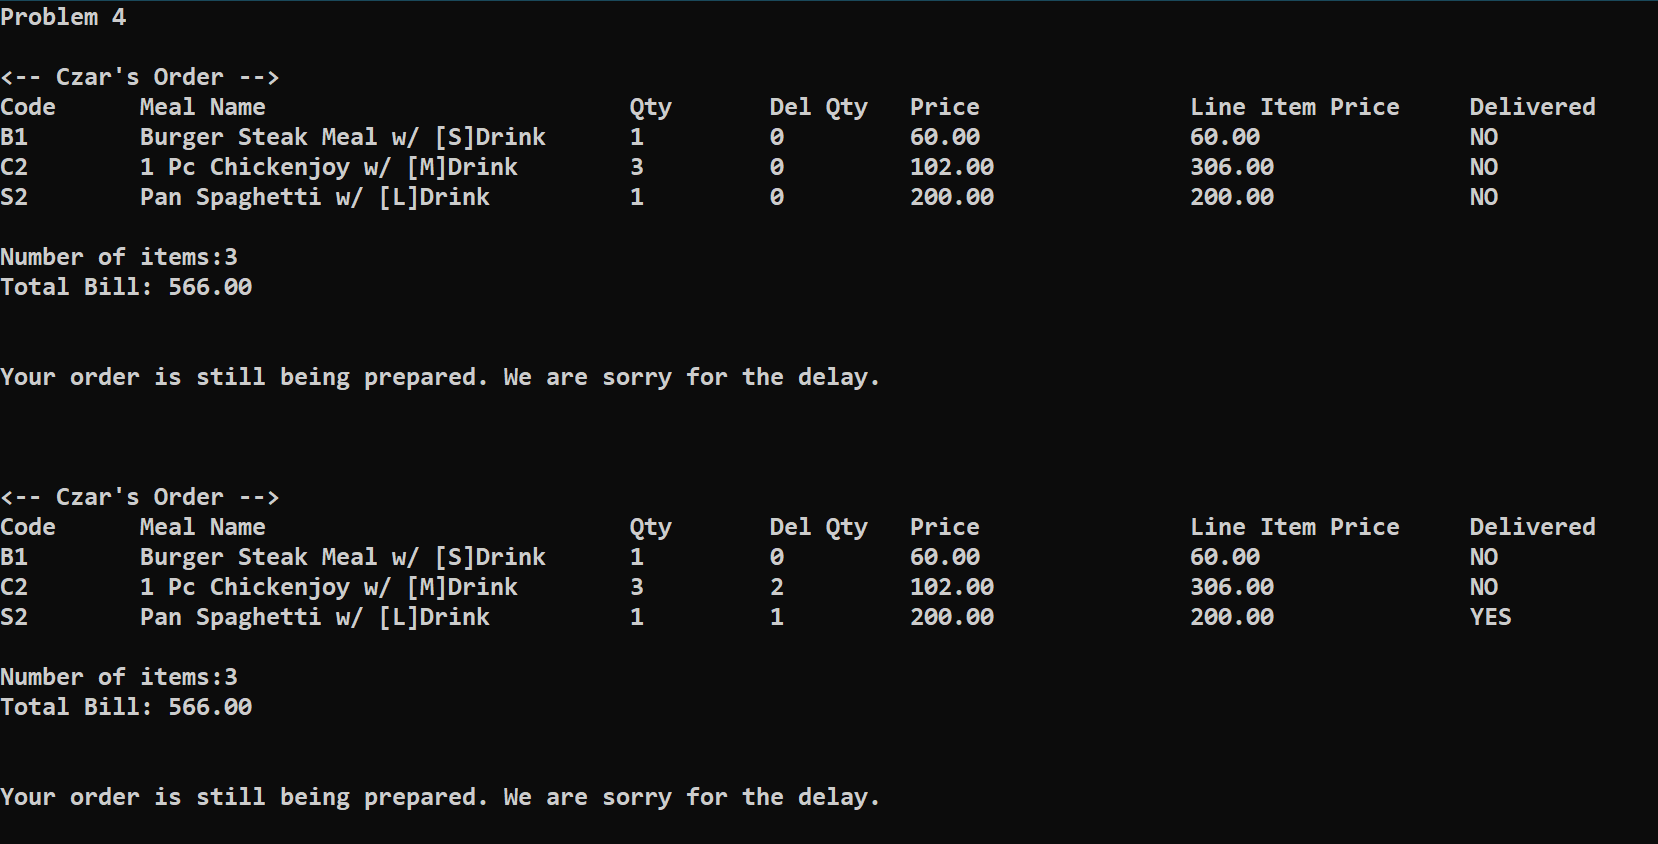 Problem 4
<-- Czar's Order -->
Code Meal Name Qty Del Qty Price Line Item Price Delivered
B1 Burger Steak Meal w/ [S]Drink 1 0 60.00 60.00 NO
C2 1 Pc Chickenjoy w/ [M]Drink 3 0 102.00 306.00 NO
S2 Pan Spaghetti w/ [L]Drink 1 0 200.00 200.00 NO
Number of items:3
Total Bill: 566.00
Your order is still being prepared. We are sorry for the delay.
<-- Czar's Order -->
Code Meal Name Qty Del Qty Price Line Item Price Delivered
B1 Burger Steak Meal w/ [S]Drink 1 0 60.00 60.00 NO
C2 1 Pc Chickenjoy w/ [M]Drink 3 2 102.00 306.00 NO
S2 Pan Spaghetti w/ [L]Drink 1 1 200.00 200.00 YES
Number of items:3
Total Bill: 566.00
Your order is still being prepared. We are sorry for the delay.